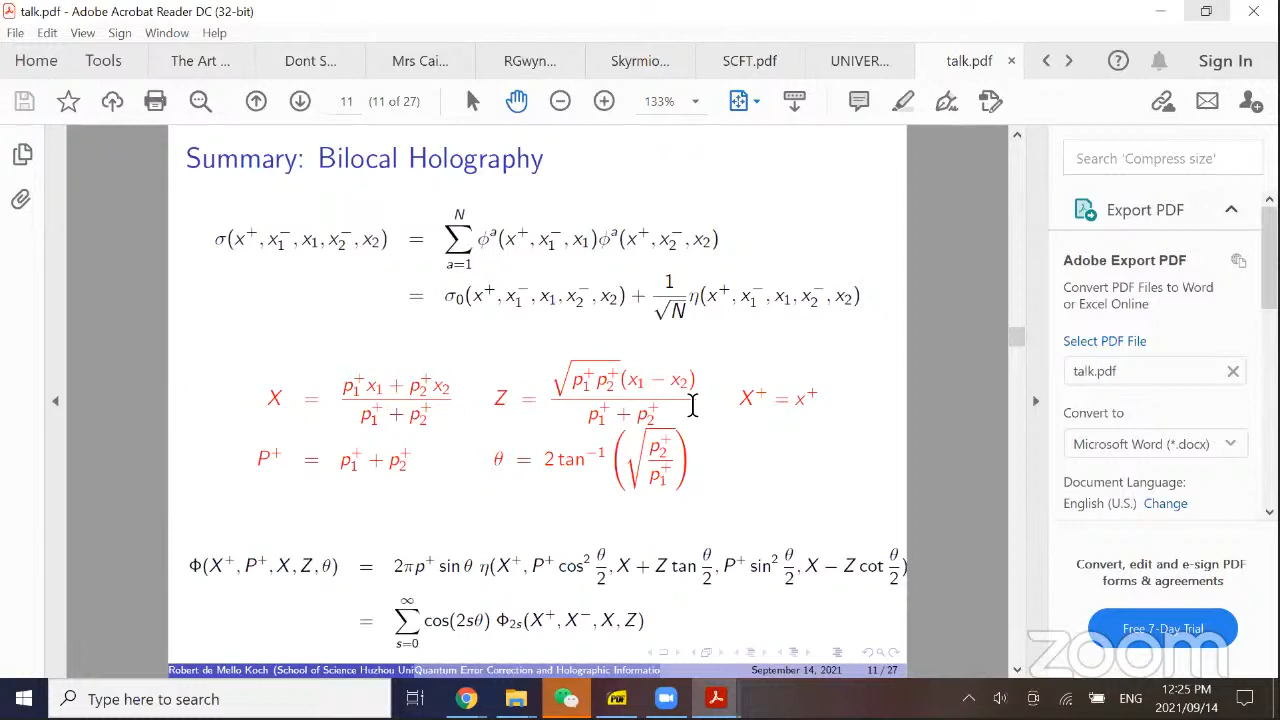 talk.pdf - Adobe Acrobat Reader DC (32-bit)
File Edit View Sign Window Help
Home Tools The Art ... Dont S... Mrs Cai... RGwyn... Skyrmio... SCFT.pdf UNIVER... talk.pdf × Sign In
11 (11 of 27) 133%
Summary: Bilocal Holography
σ(x⁺, x₁⁻, x₁, x₂⁻, x₂) = ∑_{a=1}^{N} ϕᵃ(x⁺, x₁⁻, x₁)ϕᵃ(x⁺, x₂⁻, x₂)
= σ₀(x⁺, x₁⁻, x₁, x₂⁻, x₂) + 1/√N η(x⁺, x₁⁻, x₁, x₂⁻, x₂)
X = (p₁⁺x₁ + p₂⁺x₂)/(p₁⁺ + p₂⁺) Z = √(p₁⁺p₂⁺)(x₁ − x₂)/(p₁⁺ + p₂⁺) X⁺ = x⁺
P⁺ = p₁⁺ + p₂⁺ θ = 2 tan⁻¹(√(p₂⁺/p₁⁺))
Φ(X⁺, P⁺, X, Z, θ) = 2πp⁺ sin θ η(X⁺, P⁺ cos² θ/2, X + Z tan θ/2, P⁺ sin² θ/2, X − Z cot θ/2)
= ∑_{s=0}^{∞} cos(2sθ) Φ₂ₛ(X⁺, X⁻, X, Z)
Robert de Mello Koch (School of Science Huzhou Uni Quantum Error Correction and Holographic Informatio September 14, 2021 11 / 27
Search 'Compress size'
Export PDF
Adobe Export PDF
Convert PDF Files to Word
or Excel Online
Select PDF File
talk.pdf ×
Convert to
Microsoft Word (*.docx)
Document Language:
English (U.S.) Change
Convert, edit and e-sign PDF
forms & agreements
Free 7-Day Trial
zoom
Type here to search
ENG
12:25 PM
2021/09/14